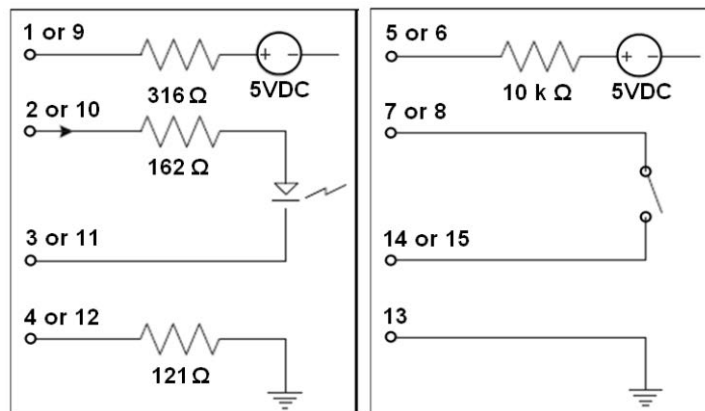 1 or 9
316 Ω
+ -
5VDC
2 or 10
162 Ω
3 or 11
4 or 12
121 Ω
5 or 6
10 k Ω
+ -
5VDC
7 or 8
14 or 15
13